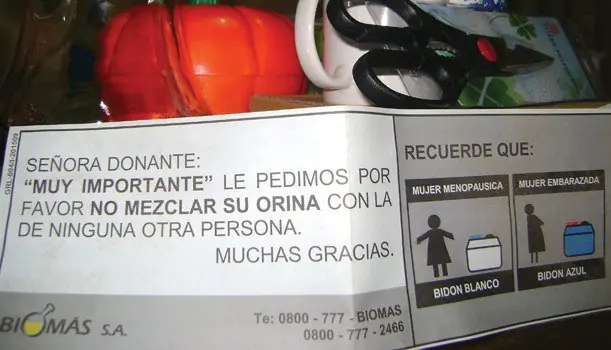 SEÑORA DONANTE:
"MUY IMPORTANTE" LE PEDIMOS POR
FAVOR NO MEZCLAR SU ORINA CON LA
DE NINGUNA OTRA PERSONA.
MUCHAS GRACIAS.
BIOMÁS S.A.
Te: 0800 - 777 - BIOMAS
0800 - 777 - 2466
RECUERDE QUE:
MUJER MENOPAUSICA
BIDON BLANCO
MUJER EMBARAZADA
BIDON AZUL